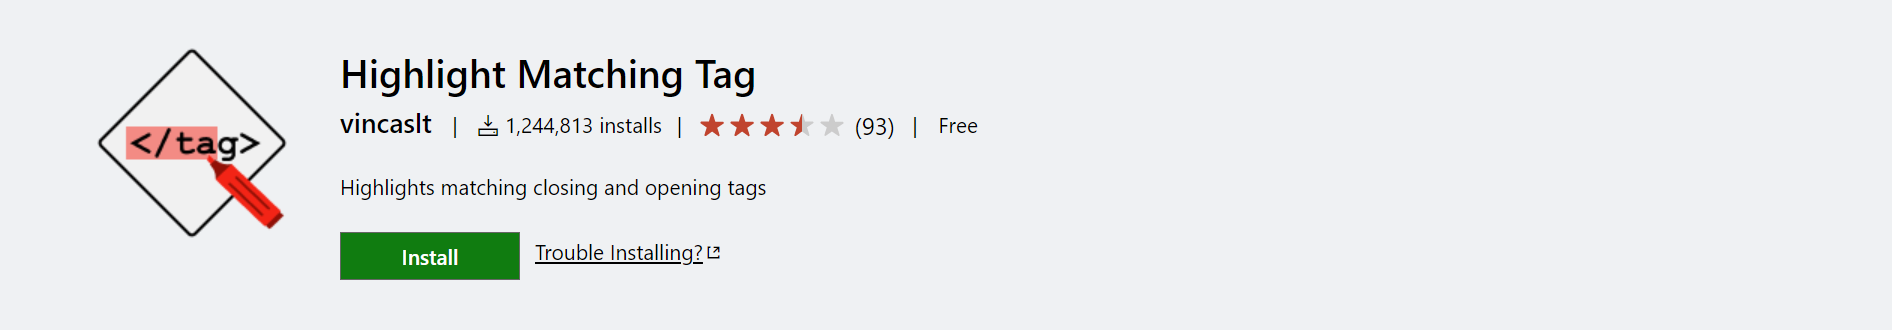 </tag>
Highlight Matching Tag
vincaslt | 1,244,813 installs | (93) | Free
Highlights matching closing and opening tags
Install Trouble Installing?